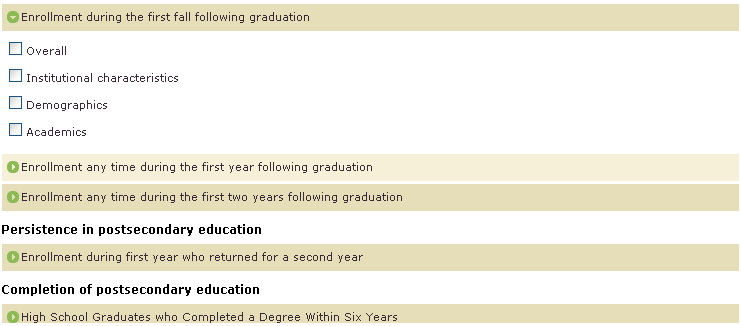 Enrollment during the first fall following graduation
Overall
Institutional characteristics
Demographics
Academics
Enrollment any time during the first year following graduation
Enrollment any time during the first two years following graduation
Persistence in postsecondary education
Enrollment during first year who returned for a second year
Completion of postsecondary education
High School Graduates who Completed a Degree Within Six Years